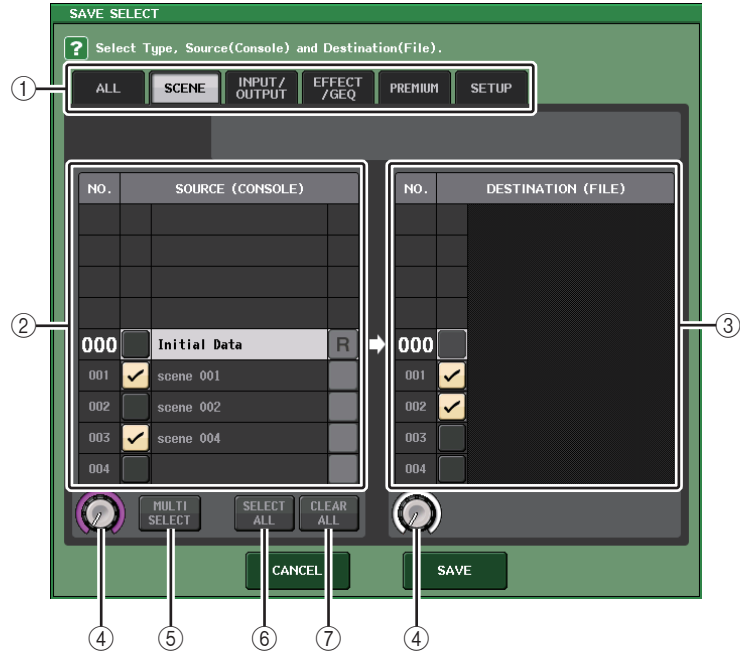 SAVE SELECT
? Select Type, Source(Console) and Destination(File).
① ALL SCENE INPUT/OUTPUT EFFECT/GEQ PREMIUM SETUP
NO. SOURCE (CONSOLE) NO. DESTINATION (FILE)
② ③
000 Initial Data R 000
001 scene 001 001
002 scene 002 002
003 scene 004 003
004 004
MULTI SELECT SELECT ALL CLEAR ALL
CANCEL SAVE
④ ⑤ ⑥ ⑦ ④